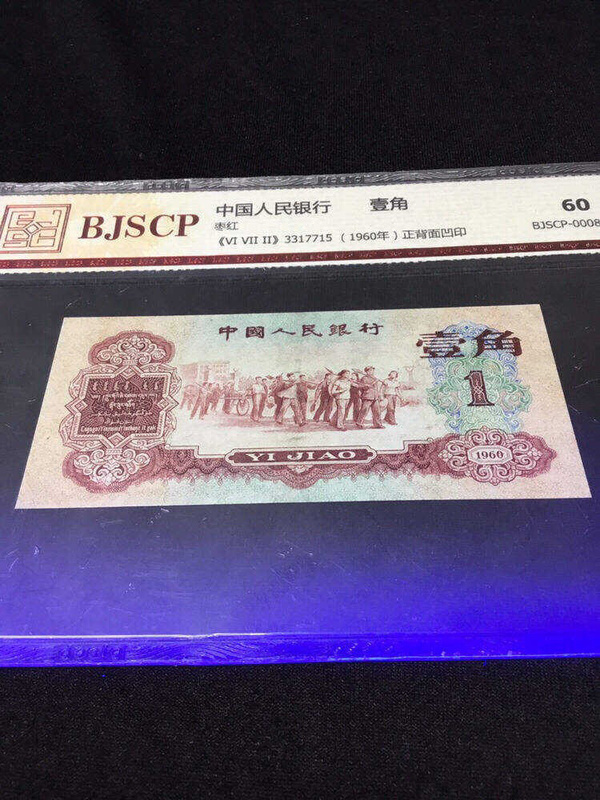 BJSCP
中国人民银行 壹角
枣红
《VI VII II》3317715 (1960年)正背面凹印
60
BJSCP-0008
中國人民銀行
壹角
1
YI JIAO
1960